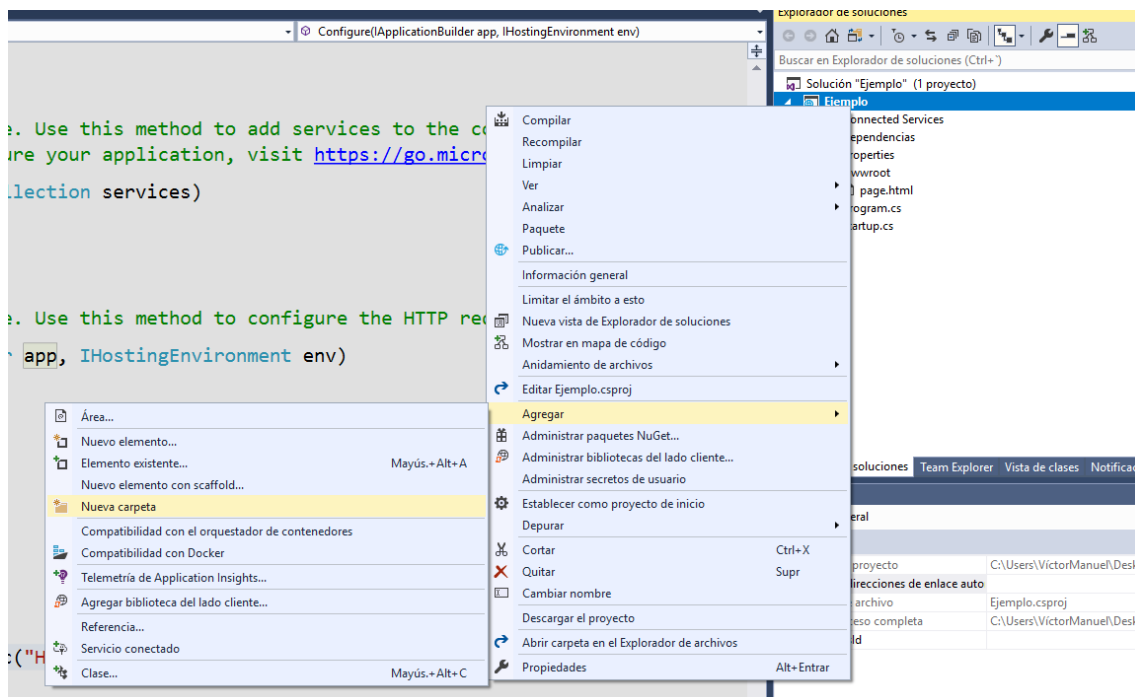 Configure(IApplicationBuilder app, IHostingEnvironment env)
e. Use this method to add services to the co
ure your application, visit https://go.micro
llection services)
e. Use this method to configure the HTTP req
app, IHostingEnvironment env)
c("H
Explorador de soluciones
Buscar en Explorador de soluciones (Ctrl+`)
Solución "Ejemplo" (1 proyecto)
Ejemplo
onnected Services
ependencias
roperties
wwroot
page.html
rogram.cs
artup.cs
Compilar
Recompilar
Limpiar
Ver
Analizar
Paquete
Publicar...
Información general
Limitar el ámbito a esto
Nueva vista de Explorador de soluciones
Mostrar en mapa de código
Anidamiento de archivos
Editar Ejemplo.csproj
Agregar
Administrar paquetes NuGet...
Administrar bibliotecas del lado cliente...
Administrar secretos de usuario
Establecer como proyecto de inicio
Depurar
Cortar Ctrl+X
Quitar Supr
Cambiar nombre
Descargar el proyecto
Abrir carpeta en el Explorador de archivos
Propiedades Alt+Entrar
Área...
Nuevo elemento...
Elemento existente... Mayús.+Alt+A
Nuevo elemento con scaffold...
Nueva carpeta
Compatibilidad con el orquestador de contenedores
Compatibilidad con Docker
Telemetría de Application Insights...
Agregar biblioteca del lado cliente...
Referencia...
Servicio conectado
Clase... Mayús.+Alt+C
soluciones Team Explorer Vista de clases Notificac
eral
proyecto C:\Users\VíctorManuel\Desk
direcciones de enlace auto
archivo Ejemplo.csproj
eso completa C:\Users\VíctorManuel\Desk
ld